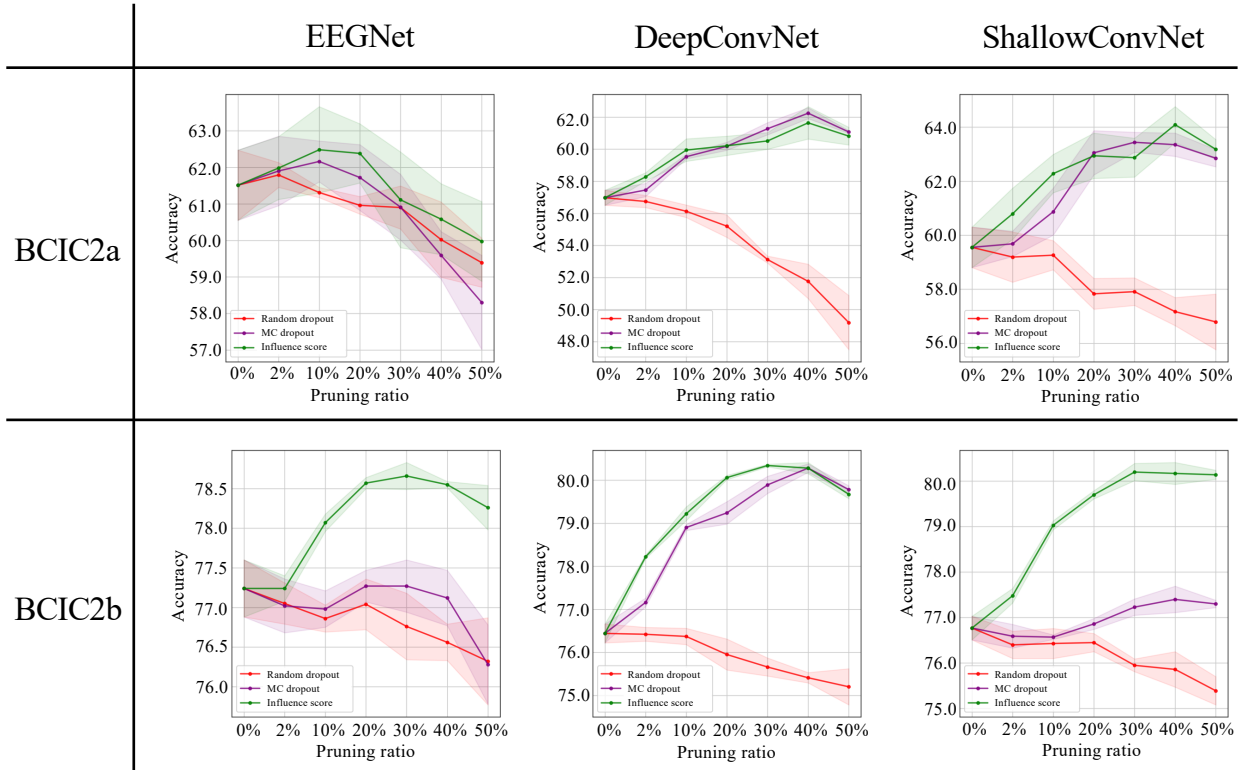 EEGNet DeepConvNet ShallowConvNet
BCIC2a
Accuracy
63.0
62.0
61.0
60.0
59.0
58.0
57.0
Random dropout
MC dropout
Influence score
0% 2% 10% 20% 30% 40% 50%
Pruning ratio
Accuracy
62.0
60.0
58.0
56.0
54.0
52.0
50.0
48.0
Random dropout
MC dropout
Influence score
0% 2% 10% 20% 30% 40% 50%
Pruning ratio
Accuracy
64.0
62.0
60.0
58.0
56.0
Random dropout
MC dropout
Influence score
0% 2% 10% 20% 30% 40% 50%
Pruning ratio
BCIC2b
Accuracy
78.5
78.0
77.5
77.0
76.5
76.0
Random dropout
MC dropout
Influence score
0% 2% 10% 20% 30% 40% 50%
Pruning ratio
Accuracy
80.0
79.0
78.0
77.0
76.0
75.0
Random dropout
MC dropout
Influence score
0% 2% 10% 20% 30% 40% 50%
Pruning ratio
Accuracy
80.0
79.0
78.0
77.0
76.0
75.0
Random dropout
MC dropout
Influence score
0% 2% 10% 20% 30% 40% 50%
Pruning ratio